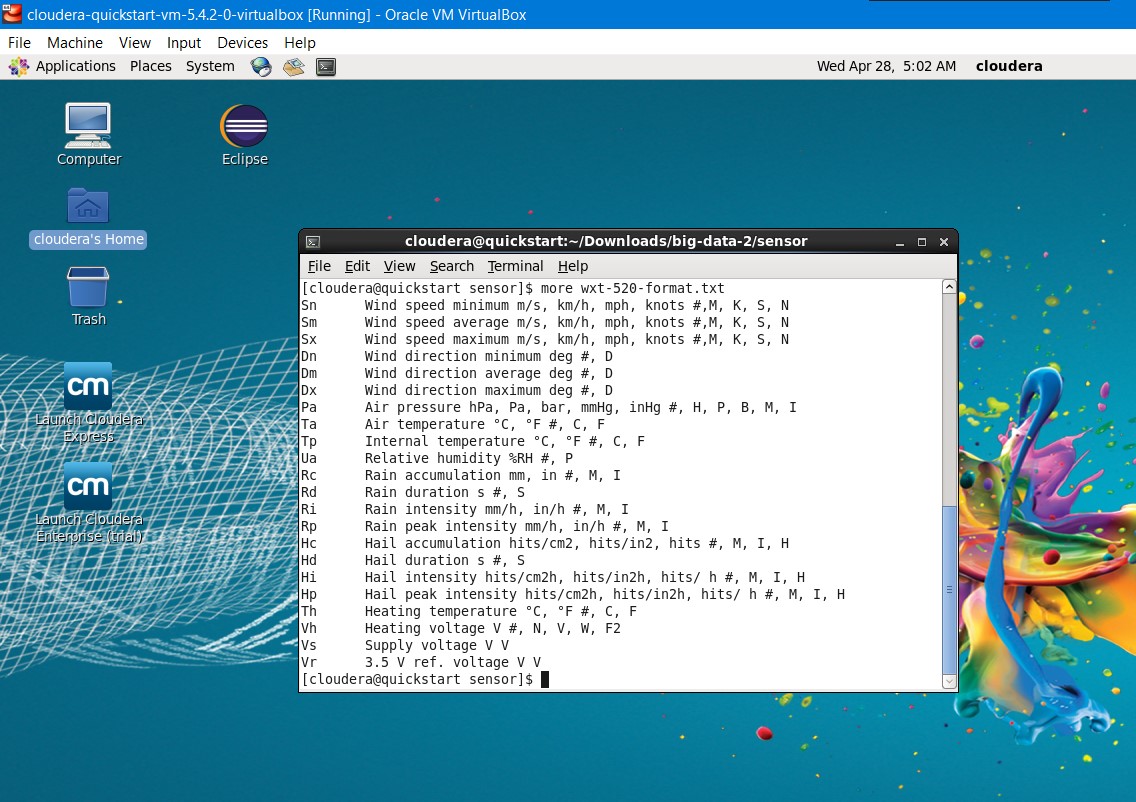 cloudera-quickstart-vm-5.4.2-0-virtualbox [Running] - Oracle VM VirtualBox
File Machine View Input Devices Help
Applications Places System Wed Apr 28, 5:02 AM cloudera
Computer
Eclipse
cloudera's Home
Trash
cm
Launch Cloudera
Express
cm
Launch Cloudera
Enterprise (trial)
cloudera@quickstart:~/Downloads/big-data-2/sensor
File Edit View Search Terminal Help
[cloudera@quickstart sensor]$ more wxt-520-format.txt
Sn Wind speed minimum m/s, km/h, mph, knots #,M, K, S, N
Sm Wind speed average m/s, km/h, mph, knots #,M, K, S, N
Sx Wind speed maximum m/s, km/h, mph, knots #,M, K, S, N
Dn Wind direction minimum deg #, D
Dm Wind direction average deg #, D
Dx Wind direction maximum deg #, D
Pa Air pressure hPa, Pa, bar, mmHg, inHg #, H, P, B, M, I
Ta Air temperature °C, °F #, C, F
Tp Internal temperature °C, °F #, C, F
Ua Relative humidity %RH #, P
Rc Rain accumulation mm, in #, M, I
Rd Rain duration s #, S
Ri Rain intensity mm/h, in/h #, M, I
Rp Rain peak intensity mm/h, in/h #, M, I
Hc Hail accumulation hits/cm2, hits/in2, hits #, M, I, H
Hd Hail duration s #, S
Hi Hail intensity hits/cm2h, hits/in2h, hits/ h #, M, I, H
Hp Hail peak intensity hits/cm2h, hits/in2h, hits/ h #, M, I, H
Th Heating temperature °C, °F #, C, F
Vh Heating voltage V #, N, V, W, F2
Vs Supply voltage V V
Vr 3.5 V ref. voltage V V
[cloudera@quickstart sensor]$